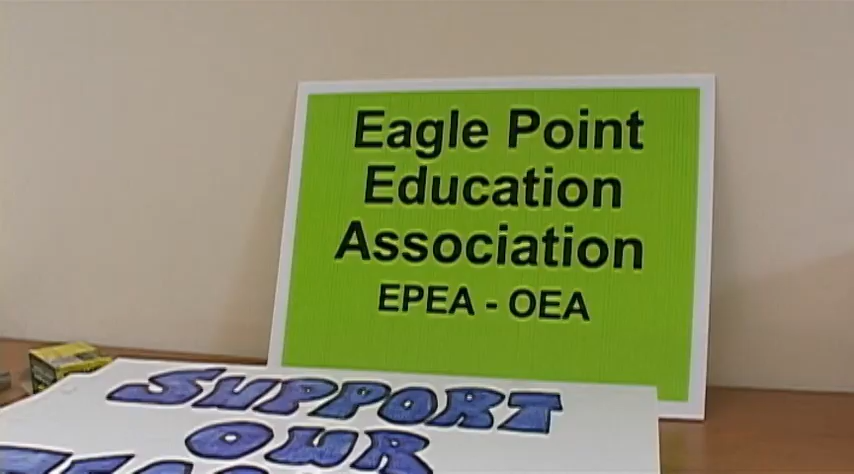 Eagle Point
Education
Association
EPEA - OEA
SUPPORT
OUR